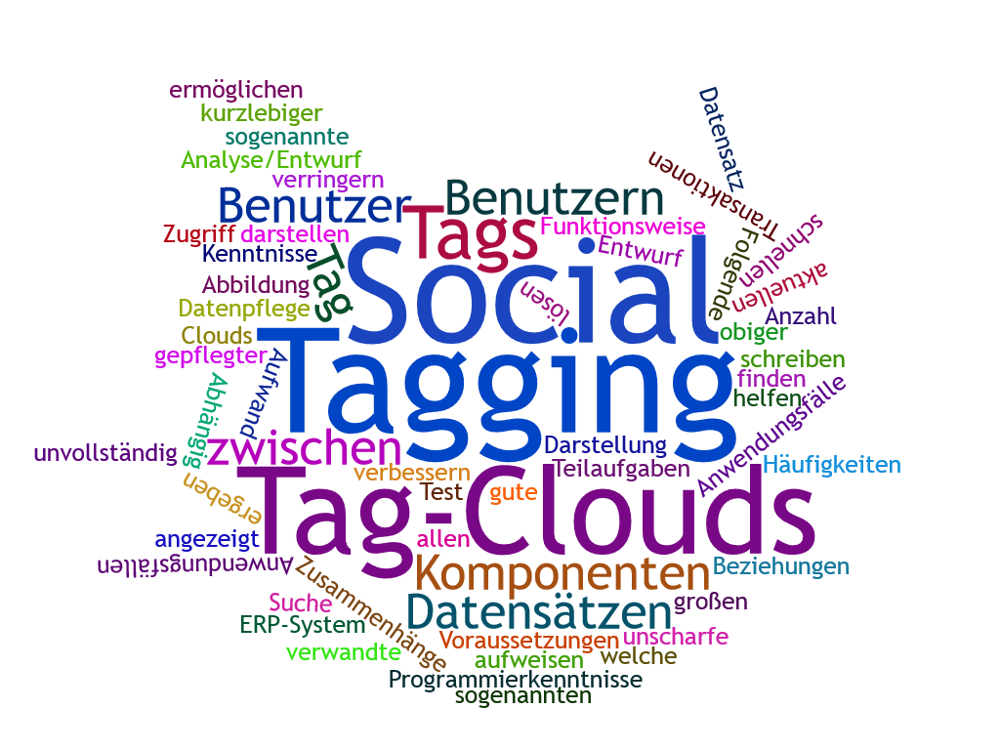 ermöglichen
kurzlebiger
sogenannte
Analyse/Entwurf
verringern
Datensatz
Transaktionen
Benutzer
Benutzern
Tags
Zugriff
darstellen
Funktionsweise
Entwurf
Folgende
schnellen
aktuellen
Kenntnisse
Tag
Social
lösen
Abbildung
Datenpflege
Anzahl
Clouds
obiger
gepflegter
Aufwand
Tagging
schreiben
finden
helfen
Abhängig
Anwendungsfälle
unvollständig
zwischen
Darstellung
verbessern
Teilaufgaben
Häufigkeiten
ergeben
Test
gute
Tag-Clouds
angezeigt
allen
Anwendungsfällen
Zusammenhänge
Komponenten
Beziehungen
Suche
Datensätzen
großen
ERP-System
Voraussetzungen
unscharfe
verwandte
aufweisen
welche
Programmierkenntnisse
sogenannten